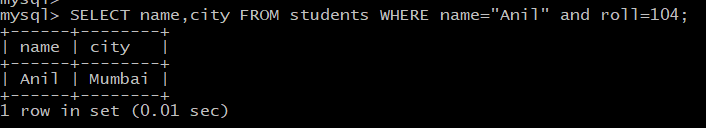 mysql>
mysql> SELECT name,city FROM students WHERE name="Anil" and roll=104;
+------+--------+
| name | city   |
+------+--------+
| Anil | Mumbai |
+------+--------+
1 row in set (0.01 sec)